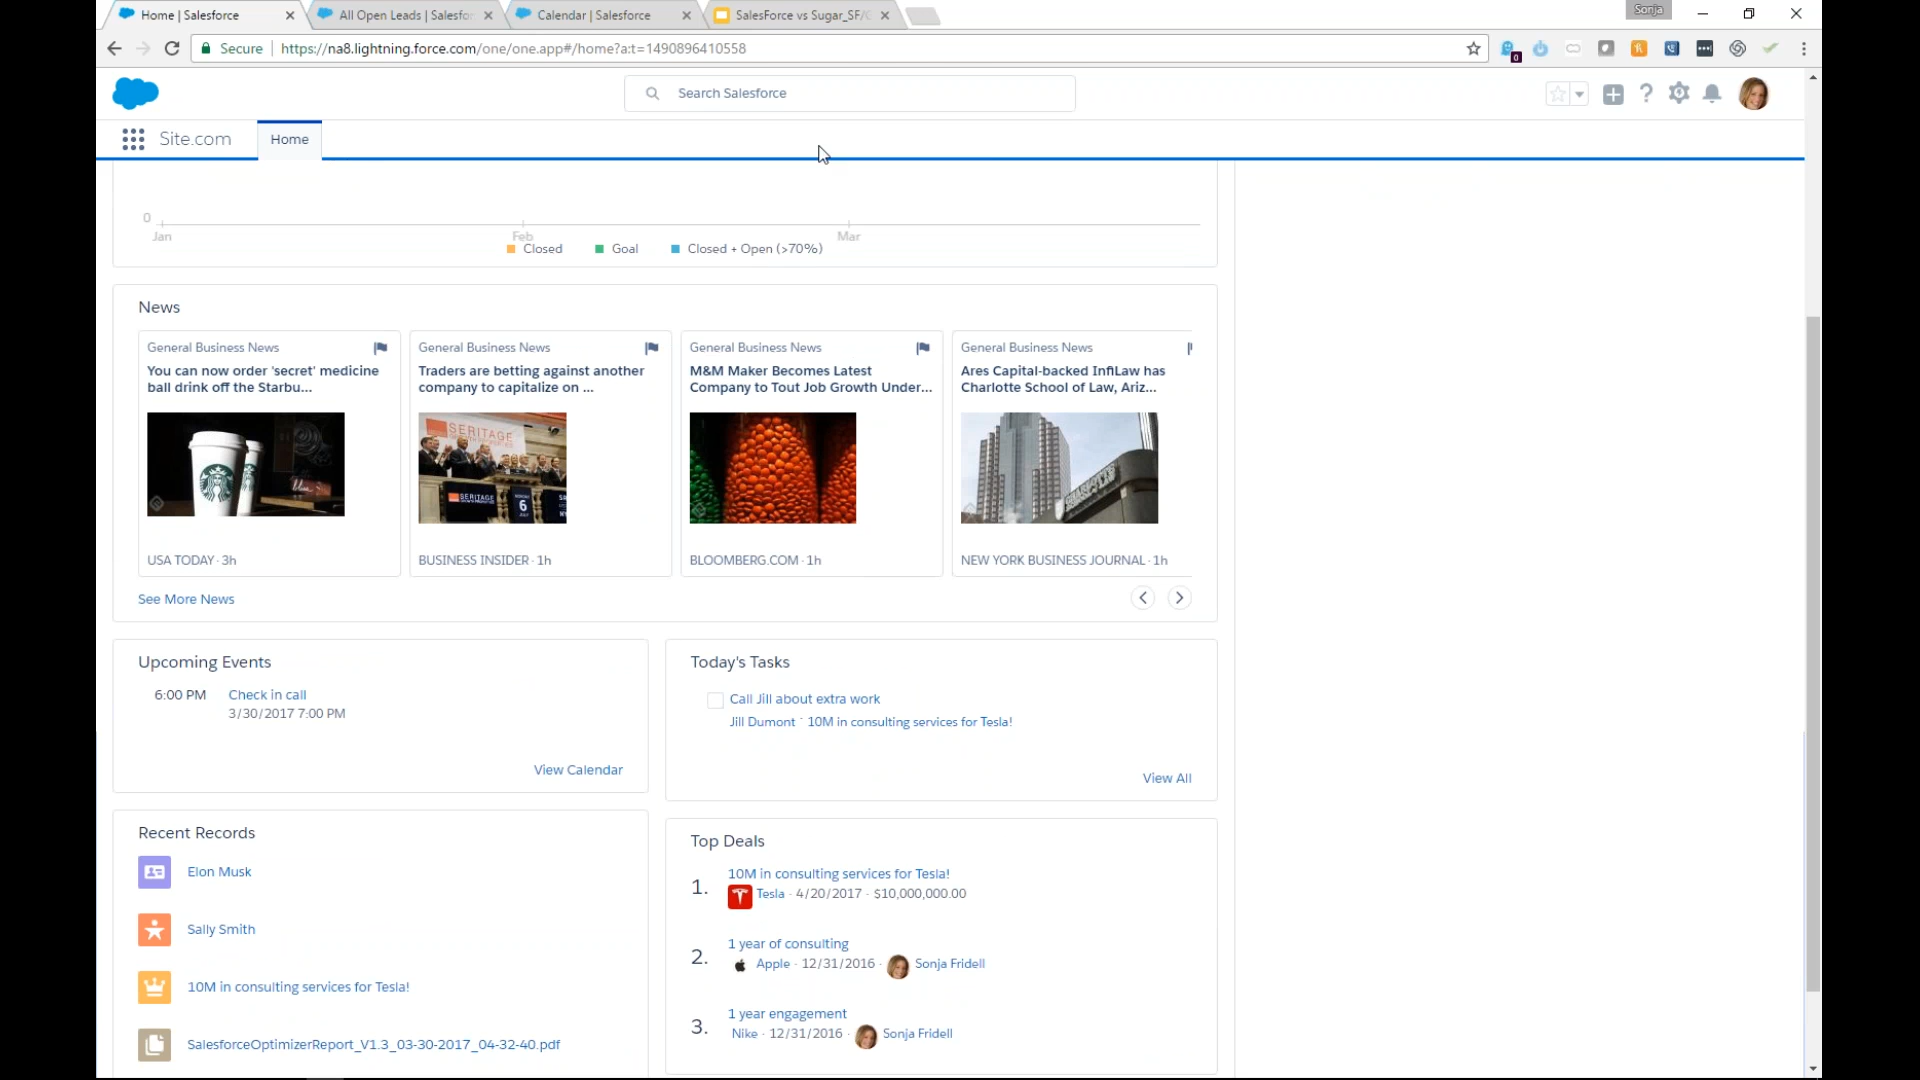 Home | Salesforce
All Open Leads | Salesfor
Calendar | Salesforce
SalesForce vs Sugar_SF/
Sonja
Secure
https://na8.lightning.force.com/one/one.app#/home?a:t=1490896410558
0
Search Salesforce
Site.com
Home
0
Jan
Feb
Mar
Closed
Goal
Closed + Open (>70%)
News
General Business News
You can now order 'secret' medicine
ball drink off the Starbu...
USA TODAY · 3h
General Business News
Traders are betting against another
company to capitalize on ...
SERITAGE
SERITAGE
6
BUSINESS INSIDER · 1h
General Business News
M&M Maker Becomes Latest
Company to Tout Job Growth Under...
BLOOMBERG.COM · 1h
General Business News
Ares Capital-backed InfiLaw has
Charlotte School of Law, Ariz...
NEW YORK BUSINESS JOURNAL · 1h
See More News
Upcoming Events
6:00 PM
Check in call
3/30/2017 7:00 PM
View Calendar
Today's Tasks
Call Jill about extra work
Jill Dumont · 10M in consulting services for Tesla!
View All
Recent Records
Elon Musk
Sally Smith
10M in consulting services for Tesla!
SalesforceOptimizerReport_V1.3_03-30-2017_04-32-40.pdf
Top Deals
1.
10M in consulting services for Tesla!
Tesla · 4/20/2017 · $10,000,000.00
2.
1 year of consulting
Apple · 12/31/2016 · Sonja Fridell
3.
1 year engagement
Nike · 12/31/2016 · Sonja Fridell